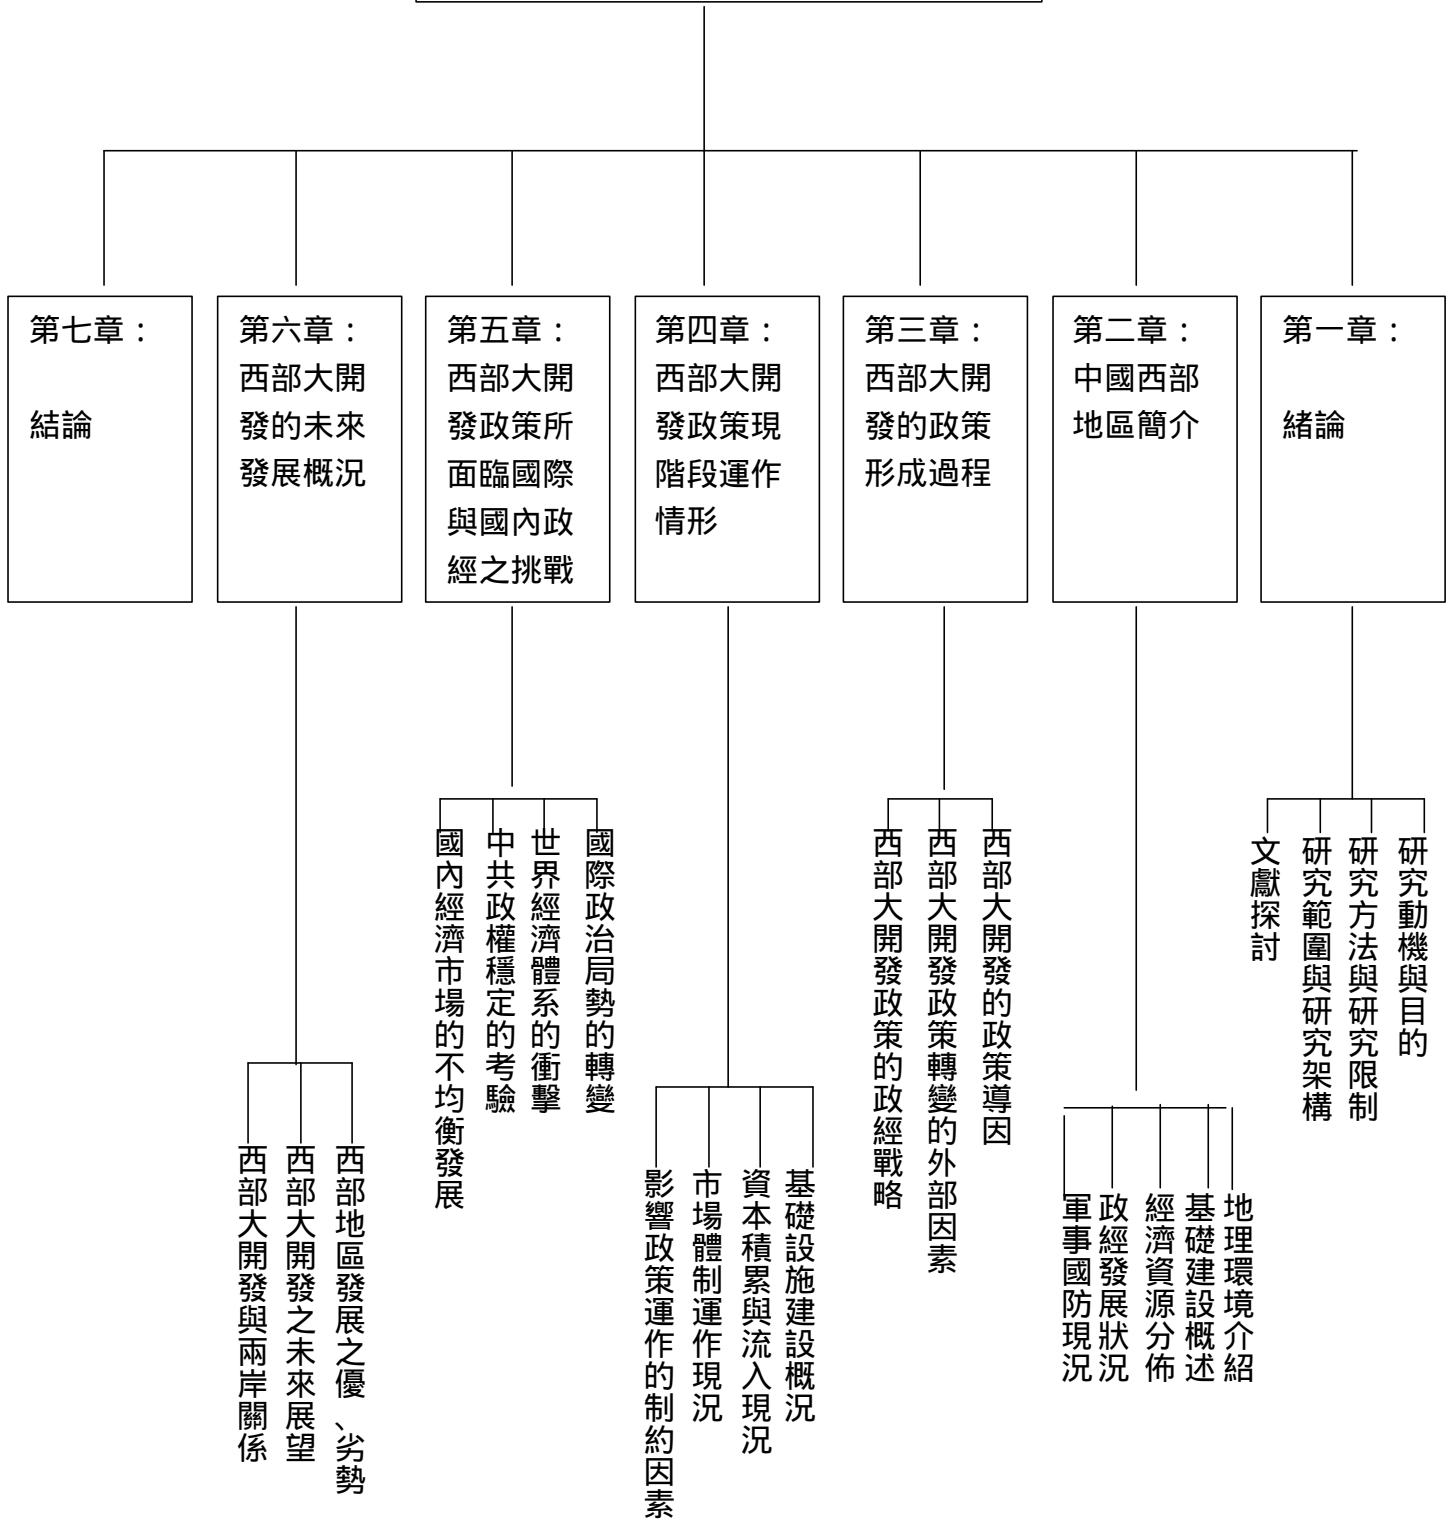 第一章：
緒論
第二章：
中國西部
地區簡介
第三章：
西部大開
發的政策
形成過程
第四章：
西部大開
發政策現
階段運作
情形
第五章：
西部大開
發政策所
面臨國際
與國內政
經之挑戰
第六章：
西部大開
發的未來
發展概況
第七章：
結論
研究動機與目的
研究方法與研究限制
研究範圍與研究架構
文獻探討
地理環境介紹
基礎建設概述
經濟資源分佈
政經發展狀況
軍事國防現況
西部大開發的政策導因
西部大開發政策轉變的外部因素
西部大開發政策的政經戰略
基礎設施建設概況
資本積累與流入現況
市場體制運作現況
影響政策運作的制約因素
國際政治局勢的轉變
世界經濟體系的衝擊
中共政權穩定的考驗
國內經濟市場的不均衡發展
西部地區發展之優、劣勢
西部大開發之未來展望
西部大開發與兩岸關係